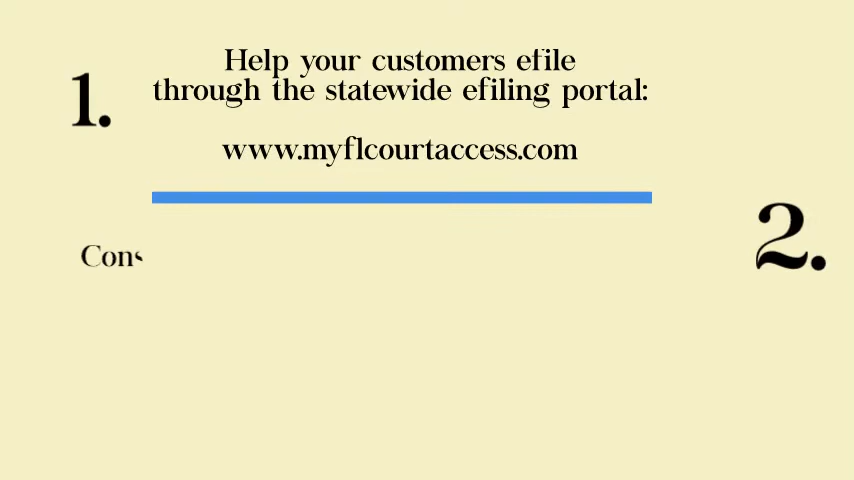 1.
Help your customers efile
through the statewide efiling portal:
www.myflcourtaccess.com
2.